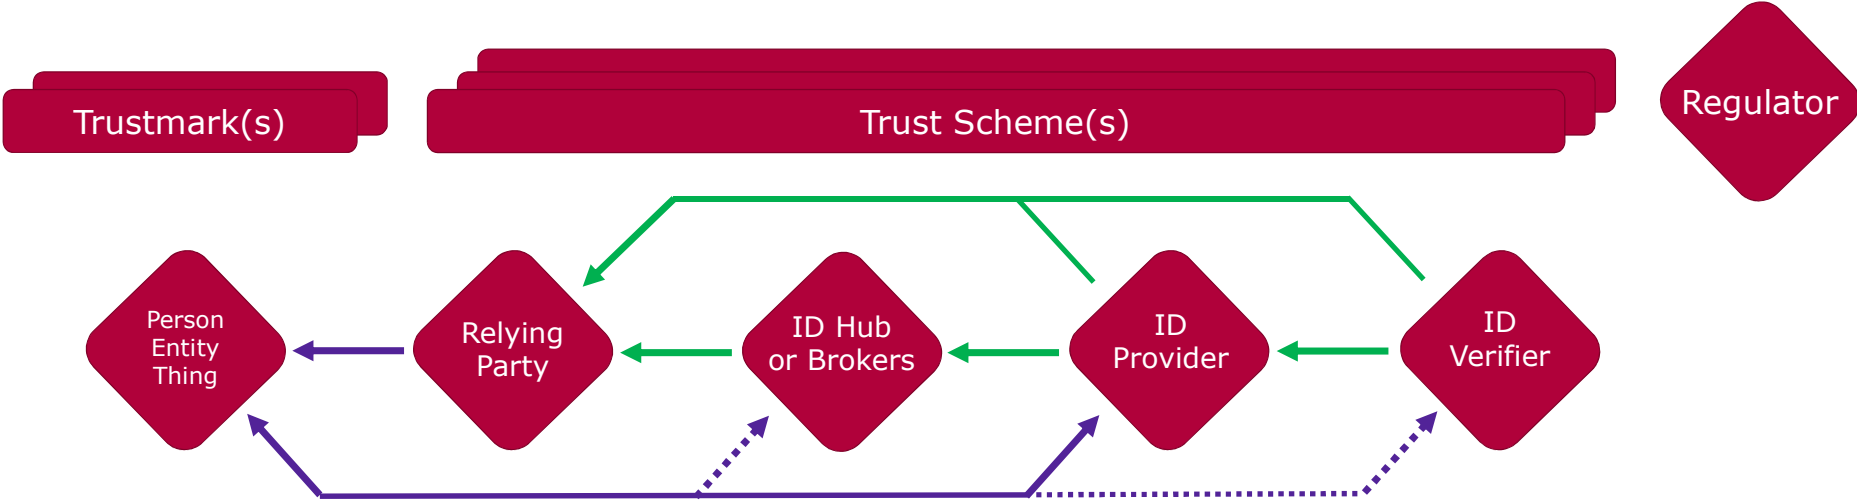 Trustmark(s)
Trust Scheme(s)
Regulator
Person
Entity
Thing
Relying
Party
ID Hub
or Brokers
ID
Provider
ID
Verifier